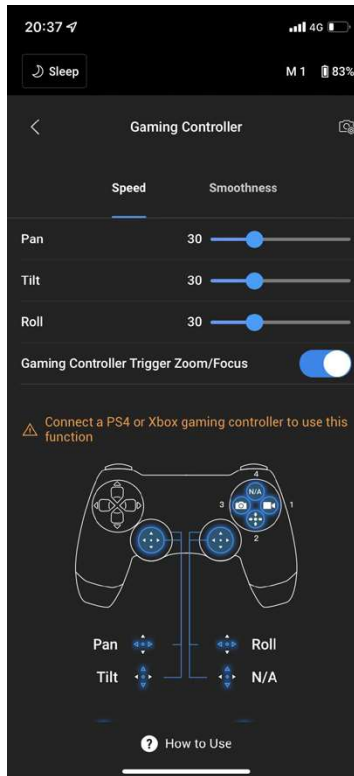 20:37 4G
Sleep M 1 83%
Gaming Controller
Speed Smoothness
Pan 30
Tilt 30
Roll 30
Gaming Controller Trigger Zoom/Focus
Connect a PS4 or Xbox gaming controller to use this
function
4
N/A
3 1
2
Pan Roll
Tilt N/A
? How to Use